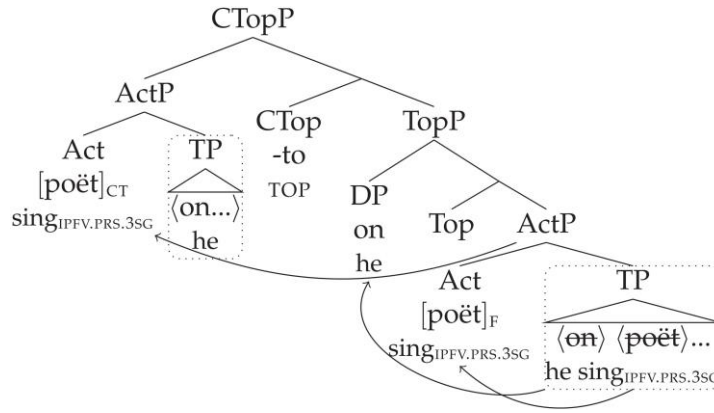 CTopP
ActP
Act TP CTop TopP
[poët]CT ⟨on...⟩ -to
singIPFV.PRS.3SG he TOP
DP Top ActP
on
he
Act TP
[poët]F ⟨on⟩ ⟨poët⟩...
singIPFV.PRS.3SG he singIPFV.PRS.3SG